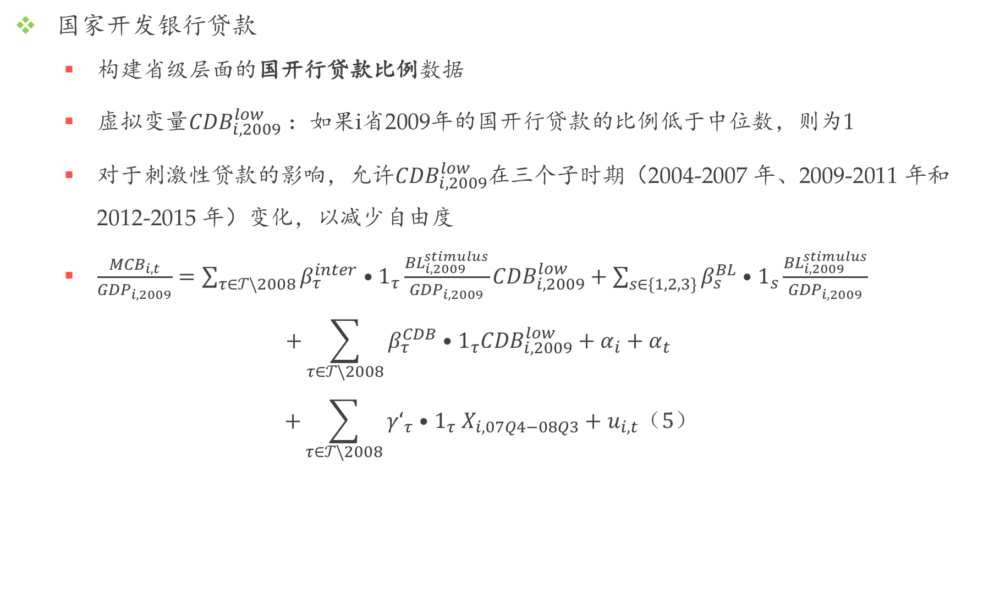 ❖ 国家开发银行贷款
▪ 构建省级层面的国开行贷款比例数据
▪ 虚拟变量$CDB_{i,2009}^{low}$：如果i省2009年的国开行贷款的比例低于中位数，则为1
▪ 对于刺激性贷款的影响，允许$CDB_{i,2009}^{low}$在三个子时期（2004-2007 年、2009-2011 年和
2012-2015 年）变化，以减少自由度
▪ $\frac{MCB_{i,t}}{GDP_{i,2009}} = \sum_{\tau\in\mathcal{T}\backslash 2008} \beta_{\tau}^{inter} \bullet 1_{\tau} \frac{BL_{i,2009}^{stimulus}}{GDP_{i,2009}} CDB_{i,2009}^{low} + \sum_{s\in\{1,2,3\}} \beta_{s}^{BL} \bullet 1_{s} \frac{BL_{i,2009}^{stimulus}}{GDP_{i,2009}}$
$+ \sum_{\tau\in\mathcal{T}\backslash 2008} \beta_{\tau}^{CDB} \bullet 1_{\tau} CDB_{i,2009}^{low} + \alpha_{i} + \alpha_{t}$
$+ \sum_{\tau\in\mathcal{T}\backslash 2008} \gamma‘_{\tau} \bullet 1_{\tau} X_{i,07Q4-08Q3} + u_{i,t}$（5）